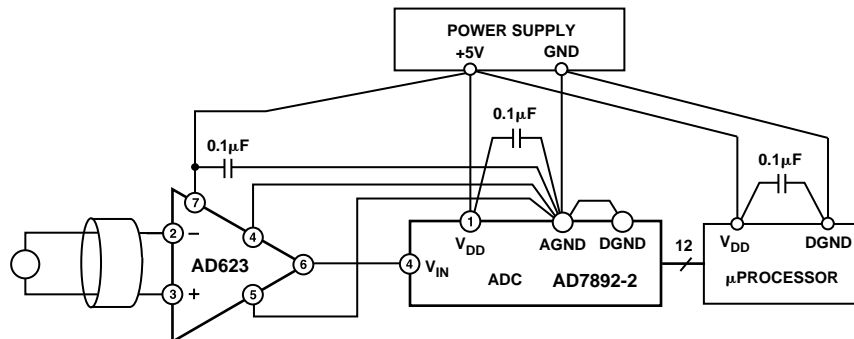 POWER SUPPLY
+5V GND
0.1μF
0.1μF
0.1μF
7
2 −
4
AD623
6
3 +
5
1
V_DD AGND DGND
4 V_IN
ADC AD7892-2
12
V_DD DGND
μPROCESSOR